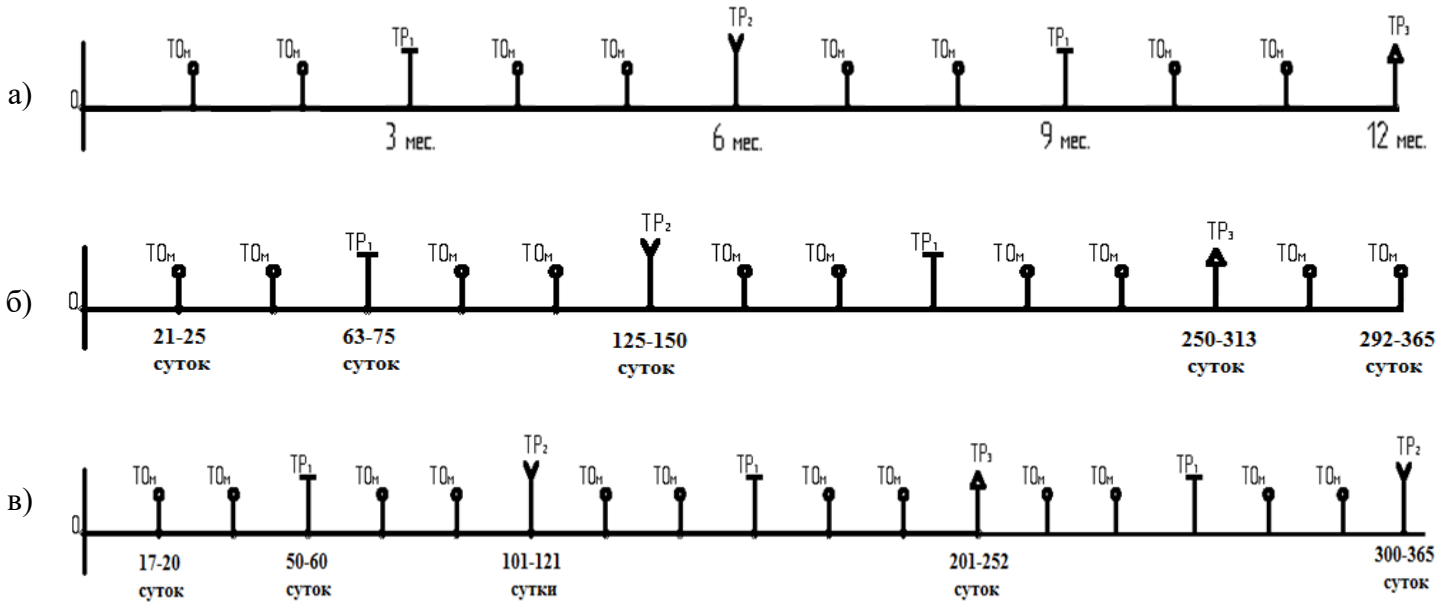 ТР₃
ТР₂
ТОм ТОм ТР₁ ТОм ТОм ТОм ТОм ТР₁ ТОм ТОм
а)
0
3 мес. 6 мес. 9 мес. 12 мес.
ТР₂ ТР₃
ТОм ТОм ТР₁ ТОм ТОм ТОм ТОм ТР₁ ТОм ТОм ТОм ТОм
б)
0
21-25 63-75 125-150 250-313 292-365
суток суток суток суток суток
ТР₂ ТР₃ ТР₂
ТОм ТОм ТР₁ ТОм ТОм ТОм ТОм ТР₁ ТОм ТОм ТОм ТОм ТР₁ ТОм ТОм
в)
0
17-20 50-60 101-121 201-252 300-365
суток суток сутки суток суток